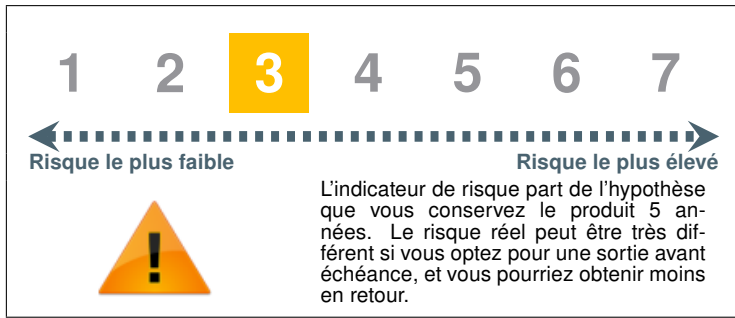 1 2 3 4 5 6 7
Risque le plus faible Risque le plus élevé
L'indicateur de risque part de l'hypothèse
que vous conservez le produit 5 an-
nées. Le risque réel peut être très dif-
férent si vous optez pour une sortie avant
échéance, et vous pourriez obtenir moins
en retour.